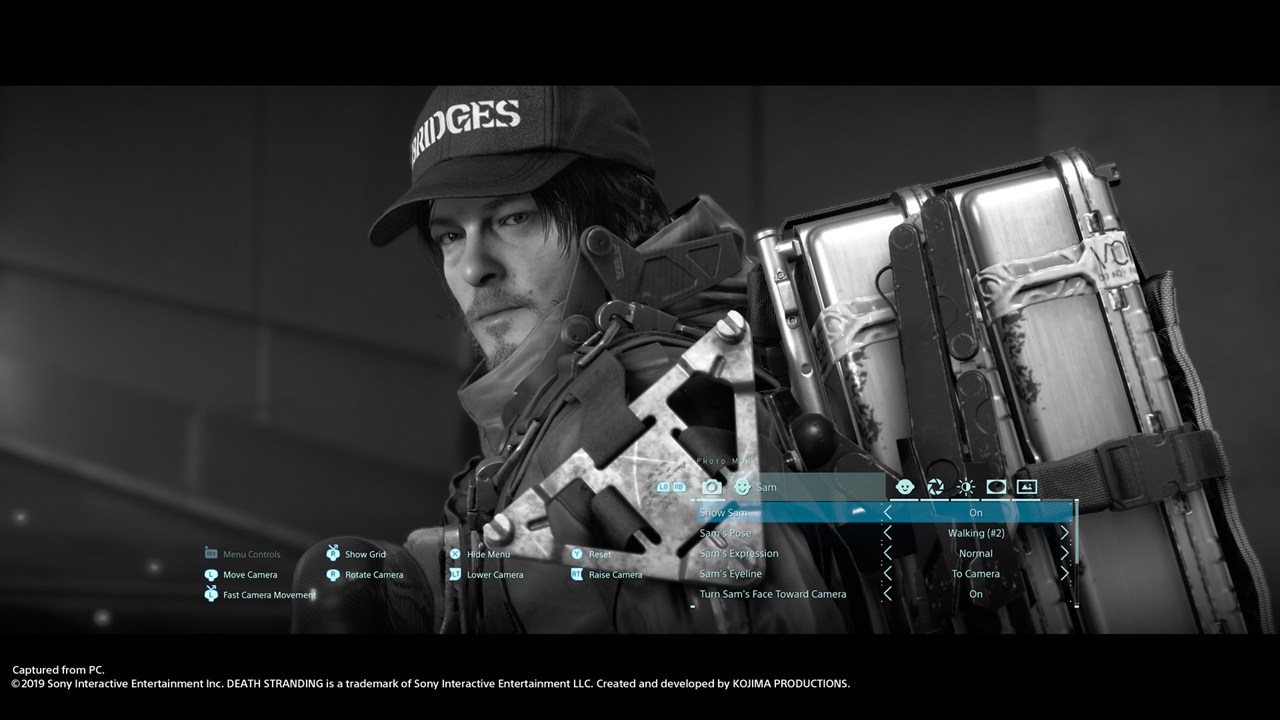 BRIDGES
VO
PHOTO MODE
LB RB
Sam
Show Sam
On
Sam's Pose
Walking (#2)
Sam's Expression
Normal
Sam's Eyeline
To Camera
Turn Sam's Face Toward Camera
On
Menu Controls
R Show Grid
X Hide Menu
Y Reset
L Move Camera
R Rotate Camera
LT Lower Camera
RT Raise Camera
L Fast Camera Movement
Captured from PC.
©2019 Sony Interactive Entertainment Inc. DEATH STRANDING is a trademark of Sony Interactive Entertainment LLC. Created and developed by KOJIMA PRODUCTIONS.